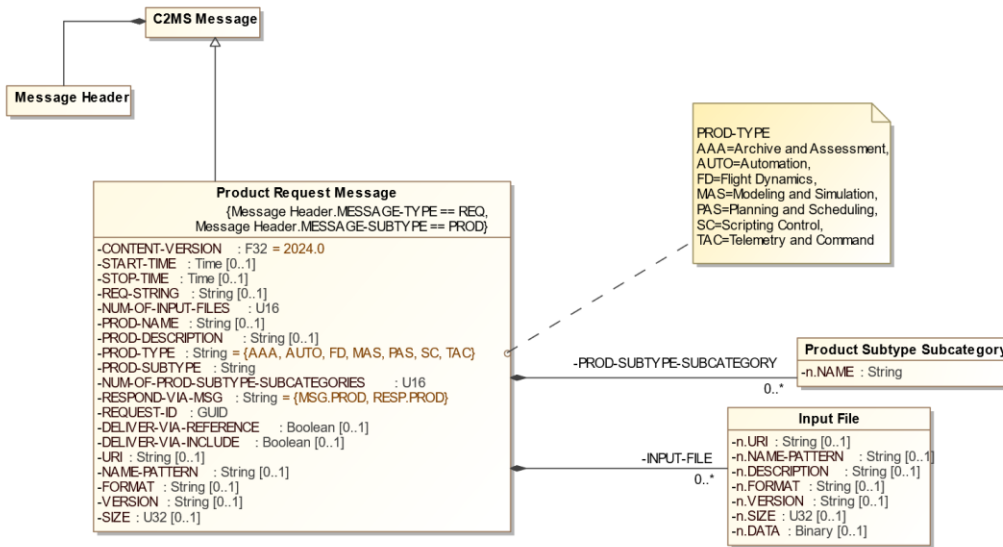 C2MS Message
Message Header
PROD-TYPE
AAA=Archive and Assessment,
AUTO=Automation,
FD=Flight Dynamics,
MAS=Modeling and Simulation,
PAS=Planning and Scheduling,
SC=Scripting Control,
TAC=Telemetry and Command
Product Request Message
{Message Header.MESSAGE-TYPE == REQ,
Message Header.MESSAGE-SUBTYPE == PROD}
-CONTENT-VERSION : F32 = 2024.0
-START-TIME : Time [0..1]
-STOP-TIME : Time [0..1]
-REQ-STRING : String [0..1]
-NUM-OF-INPUT-FILES : U16
-PROD-NAME : String [0..1]
-PROD-DESCRIPTION : String [0..1]
-PROD-TYPE : String = {AAA, AUTO, FD, MAS, PAS, SC, TAC}
-PROD-SUBTYPE : String
-NUM-OF-PROD-SUBTYPE-SUBCATEGORIES : U16
-RESPOND-VIA-MSG : String = {MSG.PROD, RESP.PROD}
-REQUEST-ID : GUID
-DELIVER-VIA-REFERENCE : Boolean [0..1]
-DELIVER-VIA-INCLUDE : Boolean [0..1]
-URI : String [0..1]
-NAME-PATTERN : String [0..1]
-FORMAT : String [0..1]
-VERSION : String [0..1]
-SIZE : U32 [0..1]
-PROD-SUBTYPE-SUBCATEGORY
0..*
Product Subtype Subcategory
-n.NAME : String
-INPUT-FILE
0..*
Input File
-n.URI : String [0..1]
-n.NAME-PATTERN : String [0..1]
-n.DESCRIPTION : String [0..1]
-n.FORMAT : String [0..1]
-n.VERSION : String [0..1]
-n.SIZE : U32 [0..1]
-n.DATA : Binary [0..1]